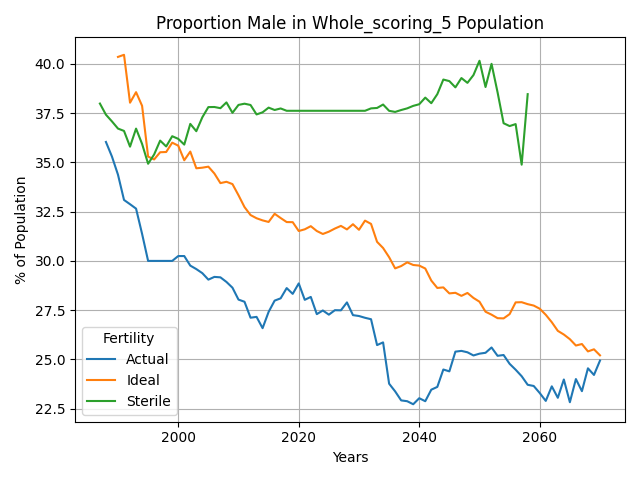 Proportion Male in Whole_scoring_5 Population
% of Population
40.0
37.5
35.0
32.5
30.0
27.5
25.0
22.5
Fertility
Actual
Ideal
Sterile
2000
2020
2040
2060
Years